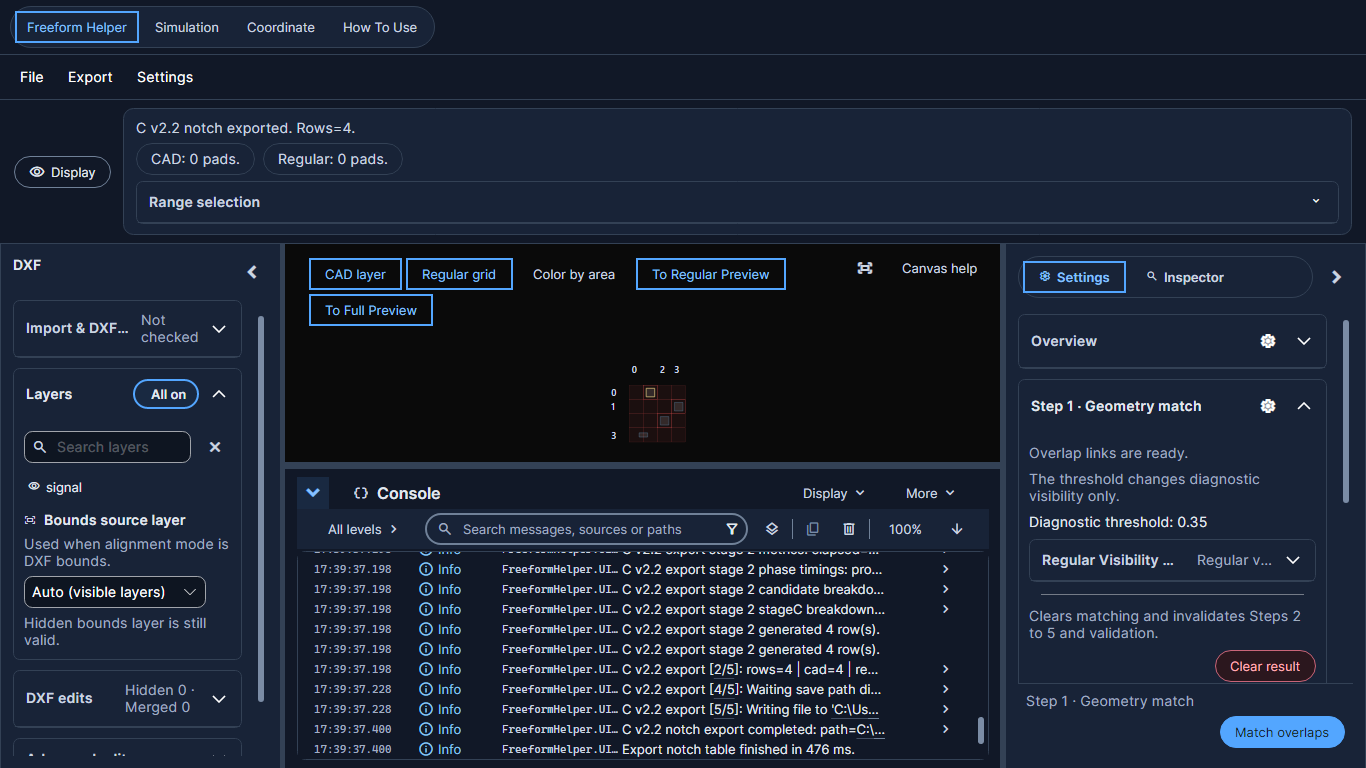 Freeform Helper Simulation Coordinate How To Use
File Export Settings
Display
C v2.2 notch exported. Rows=4.
CAD: 0 pads. Regular: 0 pads.
Range selection
DXF
Import & DXF... Not checked
Layers All on
Search layers
signal
Bounds source layer
Used when alignment mode is
DXF bounds.
Auto (visible layers)
Hidden bounds layer is still
valid.
DXF edits Hidden 0 ·
Merged 0
CAD layer Regular grid Color by area To Regular Preview
To Full Preview
Canvas help
0 2 3
0
1
3
Console Display More
All levels Search messages, sources or paths 100%
17:39:37.198 Info FreeformHelper.UI… C v2.2 export stage 2 phase timings: pro...
17:39:37.198 Info FreeformHelper.UI… C v2.2 export stage 2 candidate breakdo...
17:39:37.198 Info FreeformHelper.UI… C v2.2 export stage 2 stageC breakdown...
17:39:37.198 Info FreeformHelper.UI… C v2.2 export stage 2 generated 4 row(s).
17:39:37.198 Info FreeformHelper.UI… C v2.2 export stage 2 generated 4 row(s).
17:39:37.198 Info FreeformHelper.UI… C v2.2 export [2/5]: rows=4 | cad=4 | re...
17:39:37.228 Info FreeformHelper.UI… C v2.2 export [4/5]: Waiting save path di...
17:39:37.228 Info FreeformHelper.UI… C v2.2 export [5/5]: Writing file to 'C:\Us...
17:39:37.400 Info FreeformHelper.UI… C v2.2 notch export completed: path=C:\...
17:39:37.400 Info FreeformHelper.UI… Export notch table finished in 476 ms.
Settings Inspector
Overview
Step 1 · Geometry match
Overlap links are ready.
The threshold changes diagnostic
visibility only.
Diagnostic threshold: 0.35
Regular Visibility ... Regular v...
Clears matching and invalidates Steps 2
to 5 and validation.
Clear result
Step 1 · Geometry match
Match overlaps